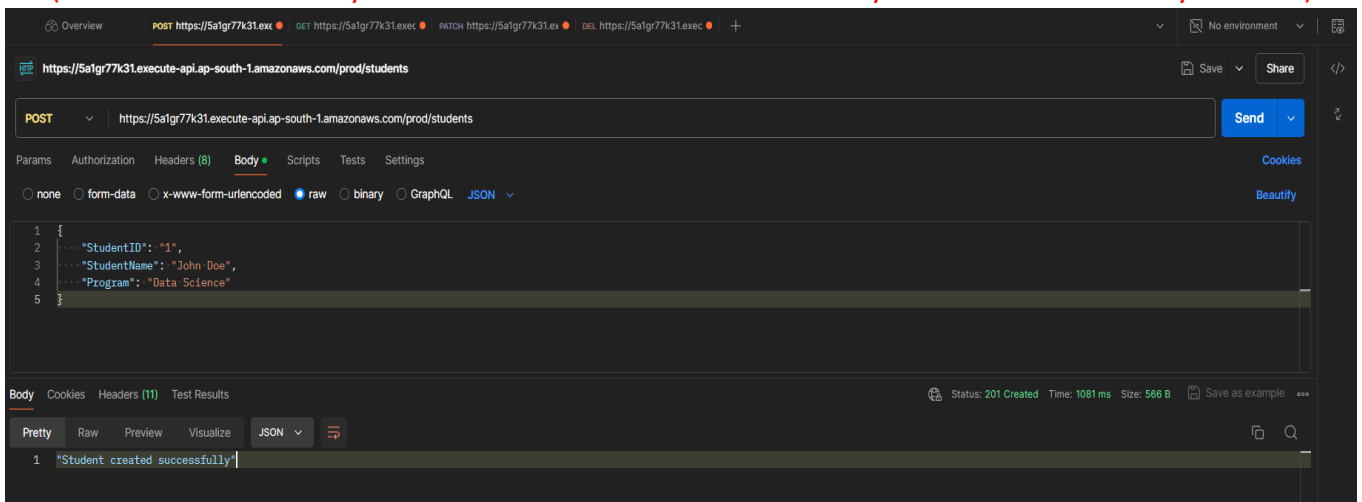 Overview POST https://5a1gr77k31.exe GET https://5a1gr77k31.exec PATCH https://5a1gr77k31.ex DEL https://5a1gr77k31.exec + No environment
HTTP https://5a1gr77k31.execute-api.ap-south-1.amazonaws.com/prod/students Save Share </>
POST https://5a1gr77k31.execute-api.ap-south-1.amazonaws.com/prod/students Send
Params Authorization Headers (8) Body Scripts Tests Settings Cookies
none form-data x-www-form-urlencoded raw binary GraphQL JSON Beautify
1 {
2 "StudentID": "1",
3 "StudentName": "John Doe",
4 "Program": "Data Science"
5 }
Body Cookies Headers (11) Test Results Status: 201 Created Time: 1081 ms Size: 566 B Save as example
Pretty Raw Preview Visualize JSON
1 "Student created successfully"